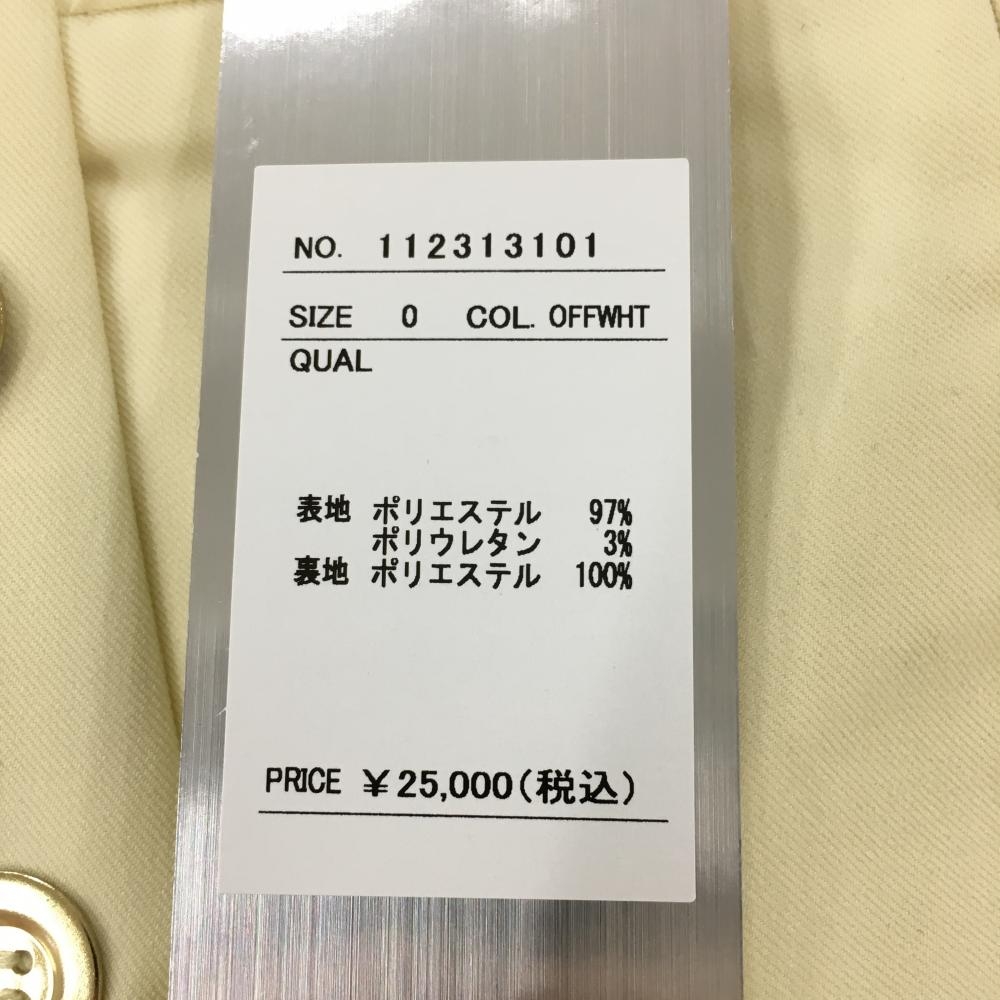 NO. 112313101
SIZE 0 COL. OFFWHT
QUAL
表地 ポリエステル 97%
ポリウレタン 3%
裏地 ポリエステル 100%
PRICE ¥25,000(税込)